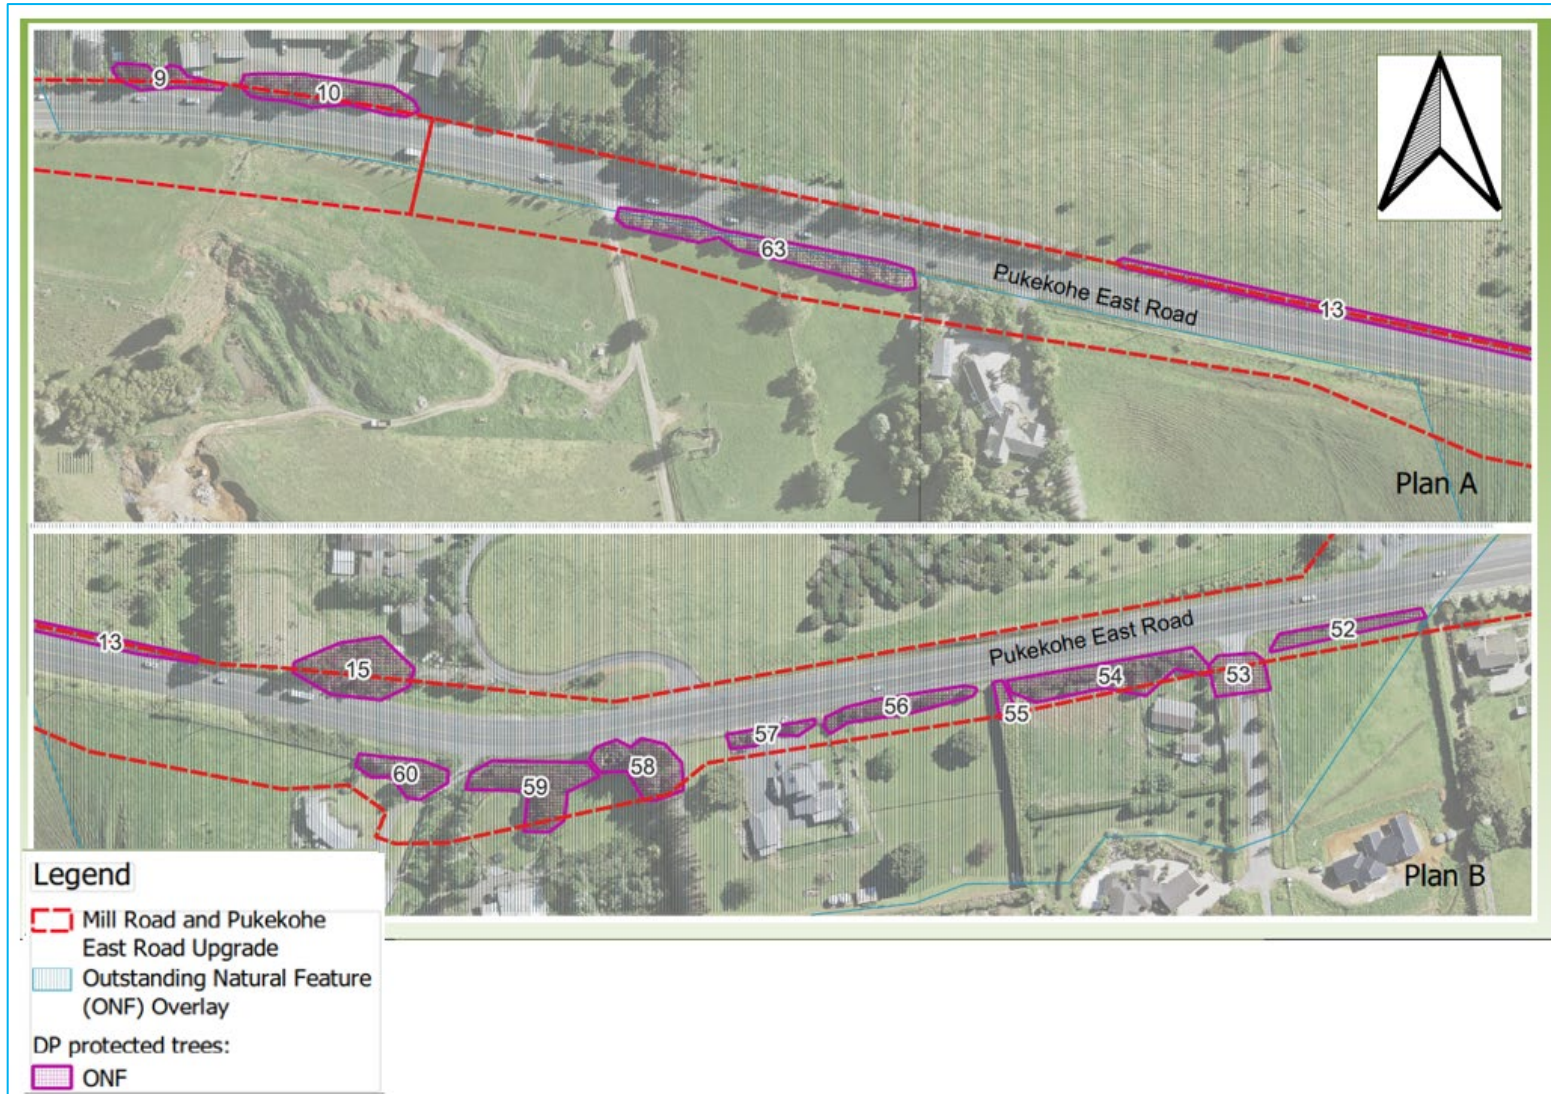 9
10
63
Pukekohe East Road
13
Plan A
13
15
Pukekohe East Road
52
53
54
55
56
57
58
59
60
Plan B
Legend
Mill Road and Pukekohe
East Road Upgrade
Outstanding Natural Feature
(ONF) Overlay
DP protected trees:
ONF